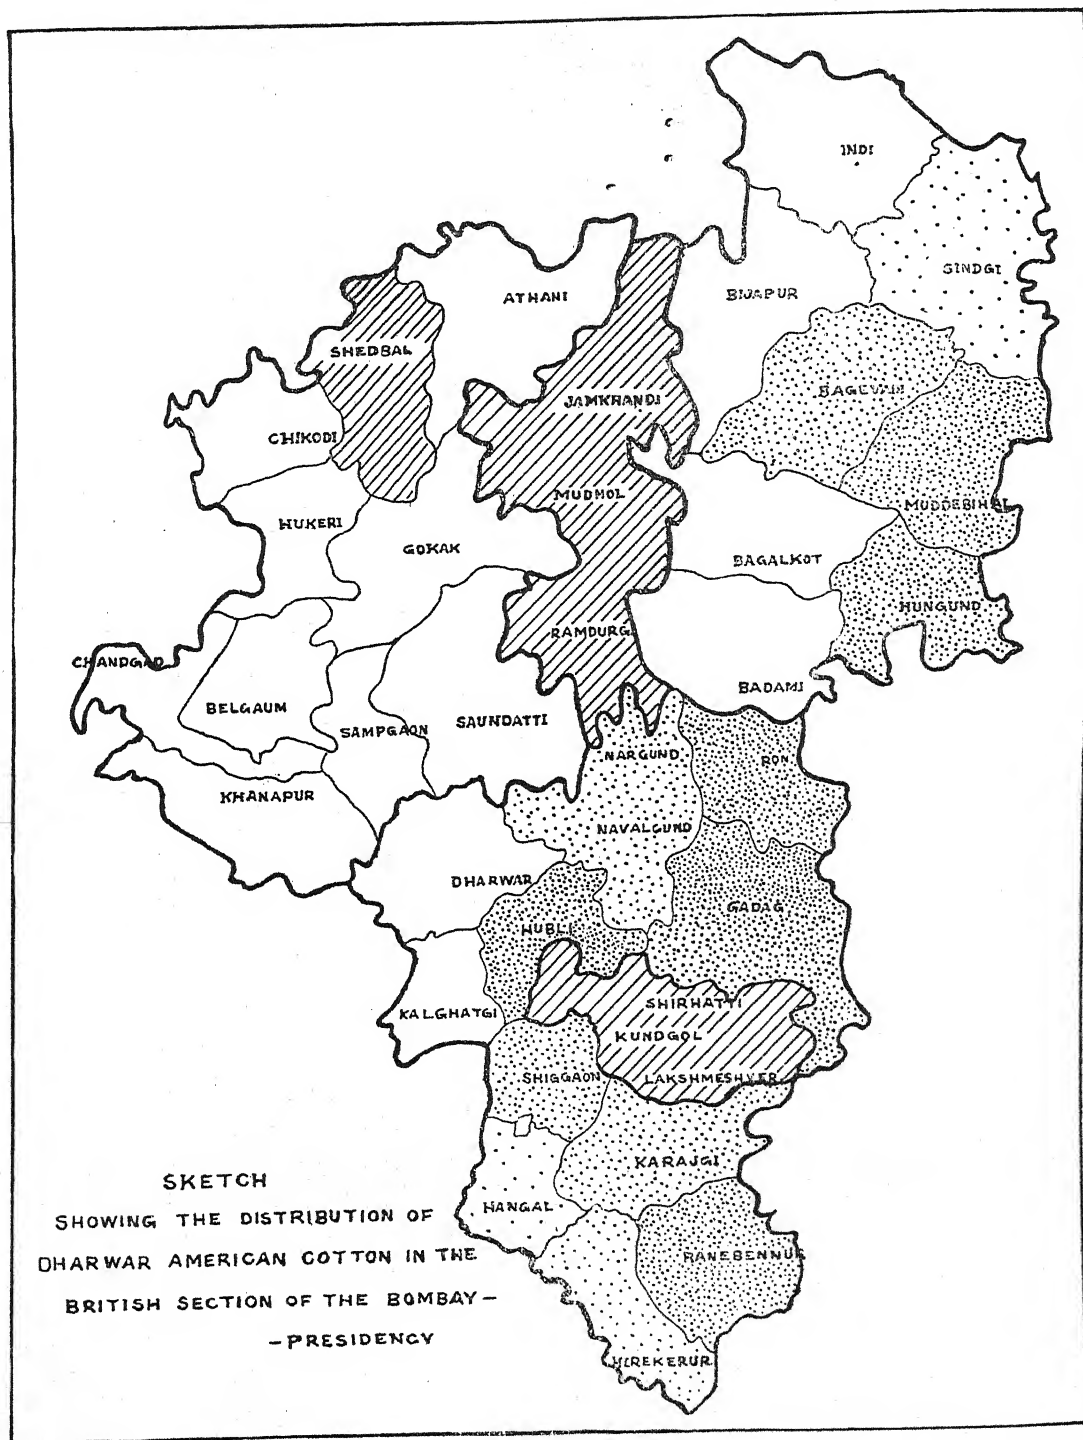 INDI
SINDGI
ATHANI
BIJAPUR
SHEDBAL
BAGEVADI
JAMKHANDI
CHIKODI
MUDHOL
MUDDEBIHAL
HUKERI
GOKAK
BAGALKOT
HUNGUND
RAMDURG
CHANDGAD
BADAMI
BELGAUM
SAMPGAON
SAUNDATTI
NARGUND
RON
KHANAPUR
NAVALGUND
DHARWAR
GADAG
HUBLI
SHIRHATTI
KALGHATGI
KUNDGOL
SHIGGAON
LAKSHMESHVER
KARAJGI
HANGAL
RANEBENNUR
HIREKERUR
SKETCH
SHOWING THE DISTRIBUTION OF
DHARWAR AMERICAN COTTON IN THE
BRITISH SECTION OF THE BOMBAY-
-PRESIDENCY